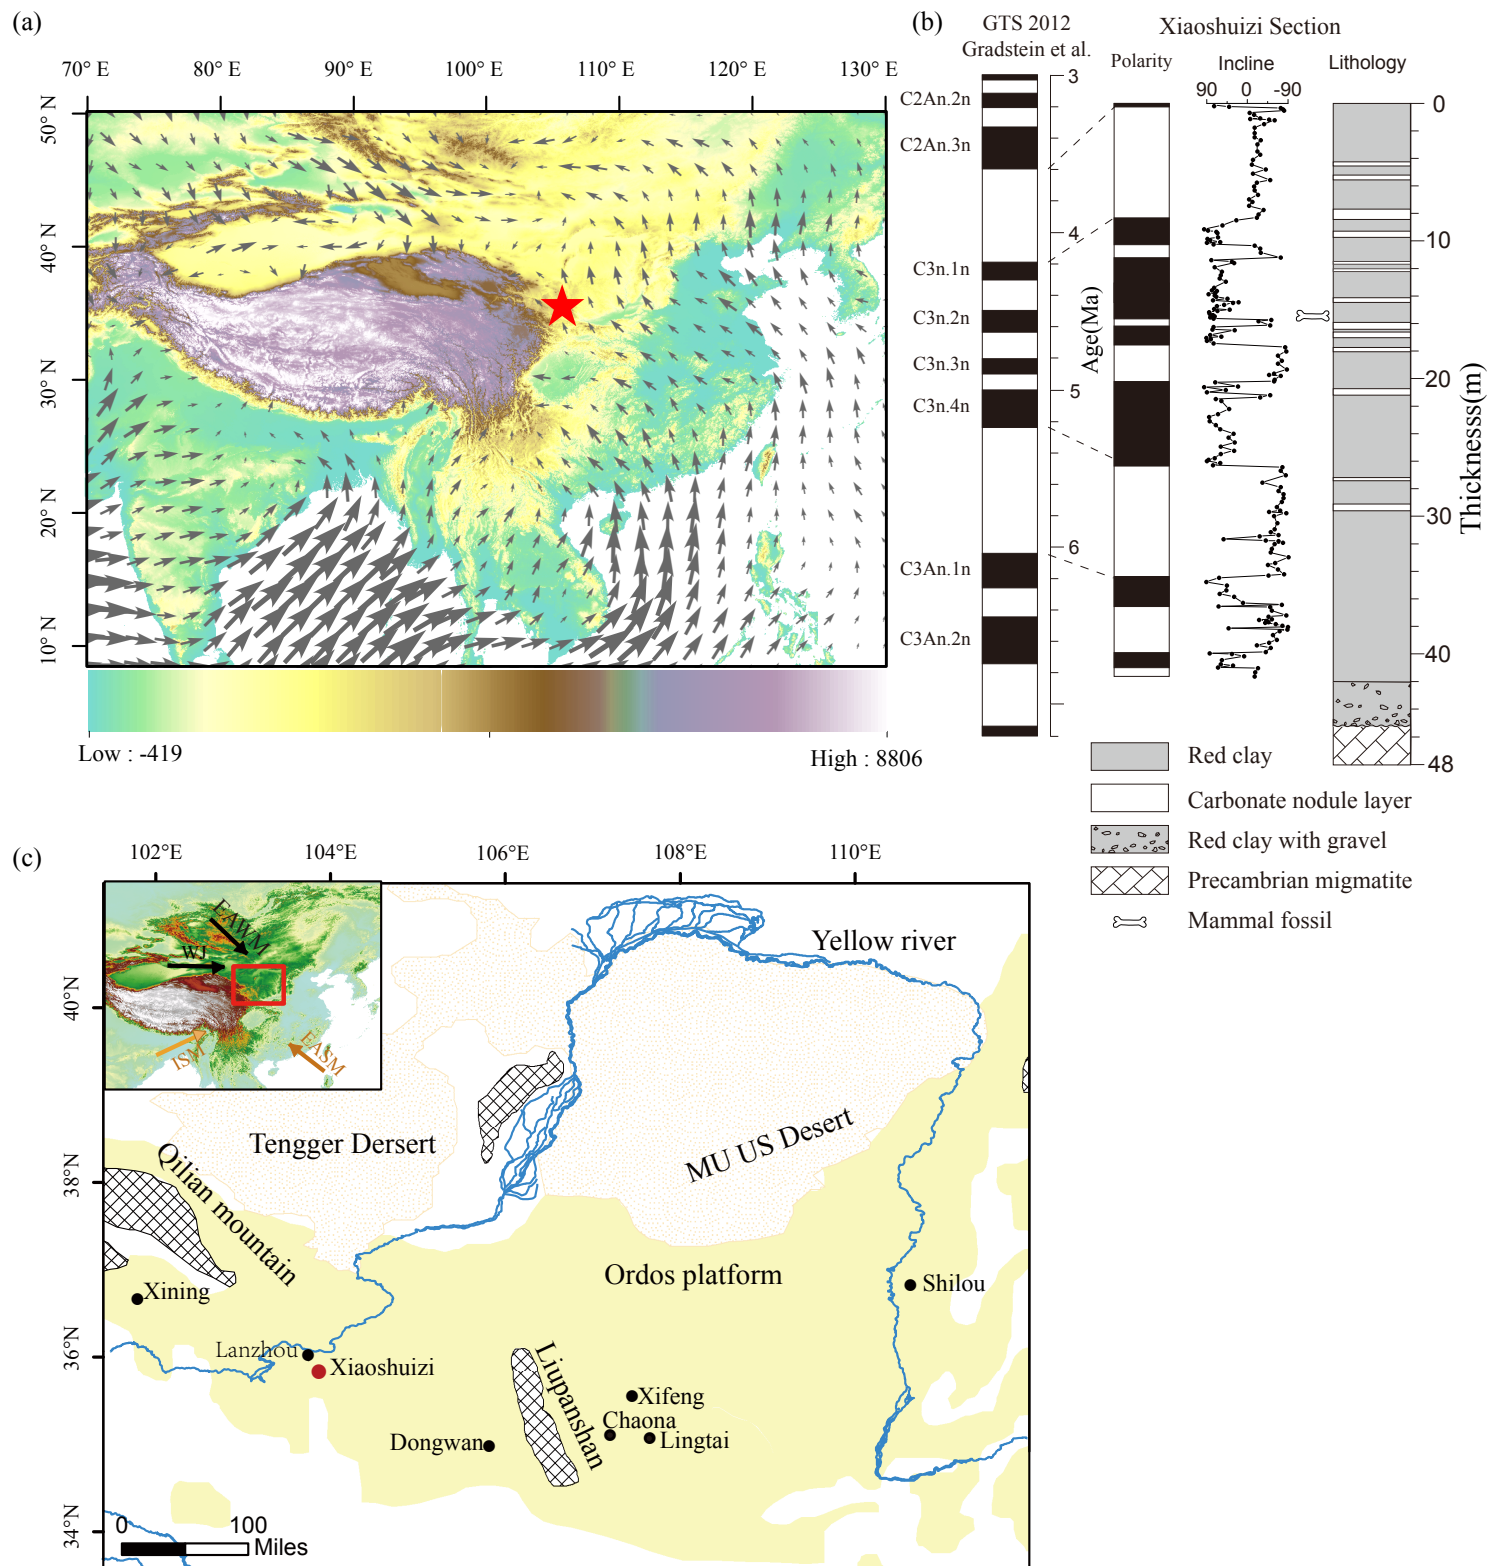 (a)
70° E 80° E 90° E 100° E 110° E 120° E 130° E
50° N
40° N
30° N
20° N
10° N
Low : -419
High : 8806
(b)
GTS 2012
Gradstein et al.
Xiaoshuizi Section
Polarity
Incline
Lithology
90 0 -90
C2An.2n
C2An.3n
C3n.1n
C3n.2n
C3n.3n
C3n.4n
C3An.1n
C3An.2n
3
4
5
6
Age(Ma)
0
10
20
30
40
48
Thicknesss(m)
Red clay
Carbonate nodule layer
Red clay with gravel
Precambrian migmatite
Mammal fossil
(c)
102°E 104°E 106°E 108°E 110°E
40°N
38°N
36°N
34°N
EAWM
WJ
ISM
EASM
Yellow river
Tengger Dersert
MU US Desert
Qilian mountain
Xining
Ordos platform
Shilou
Lanzhou
Xiaoshuizi
Liupanshan
Xifeng
Chaona
Dongwan
Lingtai
0 100
Miles